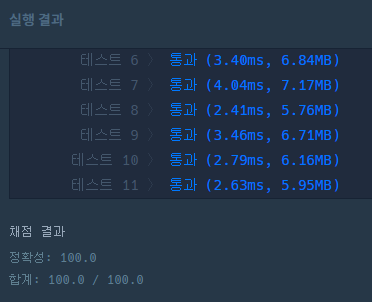 실행 결과
테스트 6 〉 통과 (3.40ms, 6.84MB)
테스트 7 〉 통과 (4.04ms, 7.17MB)
테스트 8 〉 통과 (2.41ms, 5.76MB)
테스트 9 〉 통과 (3.46ms, 6.71MB)
테스트 10 〉 통과 (2.79ms, 6.16MB)
테스트 11 〉 통과 (2.63ms, 5.95MB)
채점 결과
정확성: 100.0
합계: 100.0 / 100.0